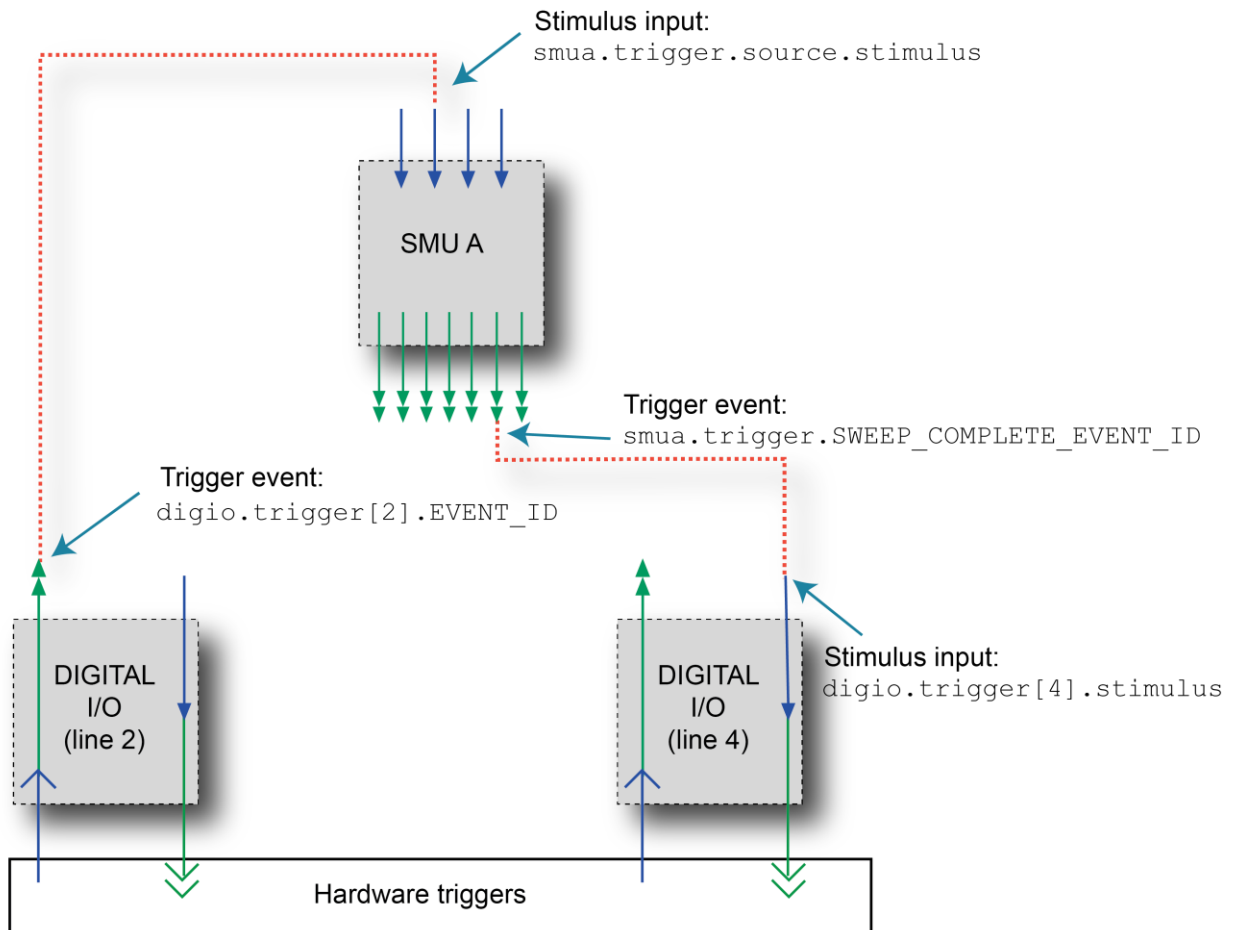 Stimulus input:
smua.trigger.source.stimulus
SMU A
Trigger event:
smua.trigger.SWEEP_COMPLETE_EVENT_ID
Trigger event:
digio.trigger[2].EVENT_ID
DIGITAL
I/O
(line 2)
DIGITAL
I/O
(line 4)
Stimulus input:
digio.trigger[4].stimulus
Hardware triggers